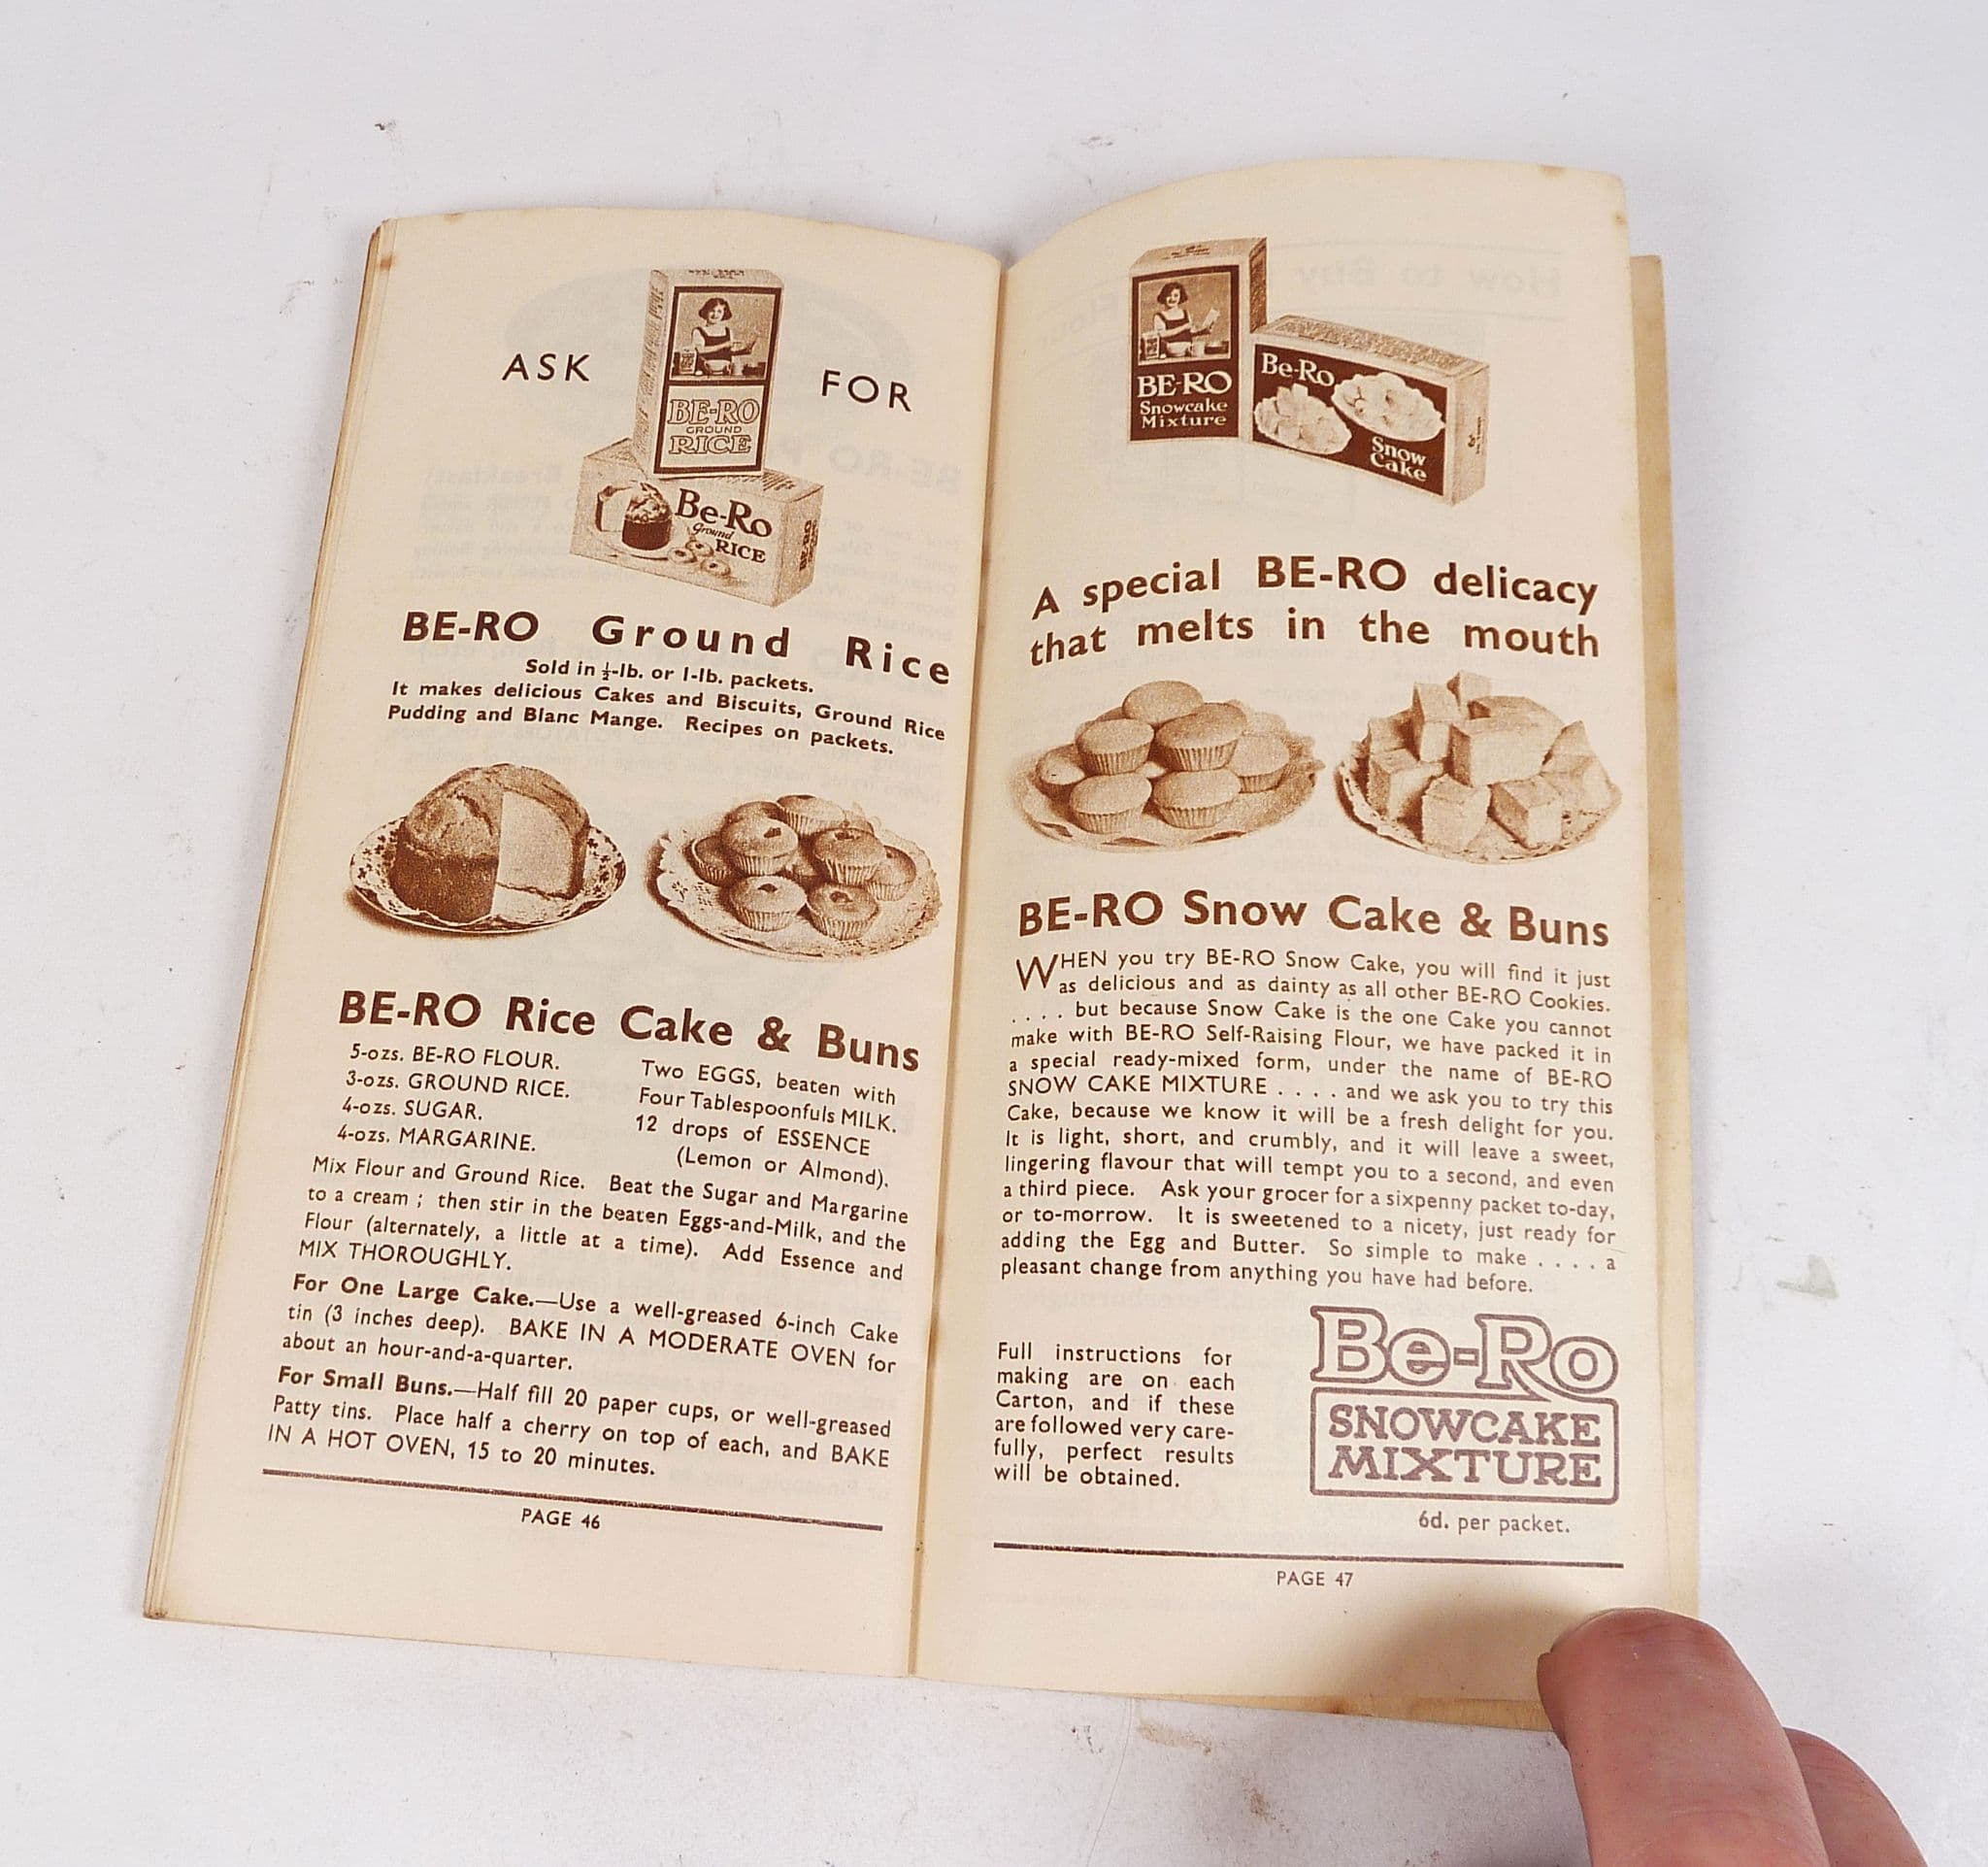 ASK FOR
BE-RO
GROUND
RICE
Be-Ro
Ground
RICE
BE-RO Ground Rice
Sold in ½-lb. or 1-lb. packets.
It makes delicious Cakes and Biscuits, Ground Rice
Pudding and Blanc Mange. Recipes on packets.
BE-RO Rice Cake & Buns
5-ozs. BE-RO FLOUR.
3-ozs. GROUND RICE.
4-ozs. SUGAR.
4-ozs. MARGARINE.
Two EGGS, beaten with
Four Tablespoonfuls MILK.
12 drops of ESSENCE
(Lemon or Almond).
Mix Flour and Ground Rice. Beat the Sugar and Margarine
to a cream ; then stir in the beaten Eggs-and-Milk, and the
Flour (alternately, a little at a time). Add Essence and
MIX THOROUGHLY.
For One Large Cake.—Use a well-greased 6-inch Cake
tin (3 inches deep). BAKE IN A MODERATE OVEN for
about an hour-and-a-quarter.
For Small Buns.—Half fill 20 paper cups, or well-greased
Patty tins. Place half a cherry on top of each, and BAKE
IN A HOT OVEN, 15 to 20 minutes.
PAGE 46
BE-RO
Snowcake
Mixture
Be-Ro
Snow
Cake
A special BE-RO delicacy
that melts in the mouth
BE-RO Snow Cake & Buns
WHEN you try BE-RO Snow Cake, you will find it just
as delicious and as dainty as all other BE-RO Cookies.
. . . . but because Snow Cake is the one Cake you cannot
make with BE-RO Self-Raising Flour, we have packed it in
a special ready-mixed form, under the name of BE-RO
SNOW CAKE MIXTURE . . . . and we ask you to try this
Cake, because we know it will be a fresh delight for you.
It is light, short, and crumbly, and it will leave a sweet,
lingering flavour that will tempt you to a second, and even
a third piece. Ask your grocer for a sixpenny packet to-day,
or to-morrow. It is sweetened to a nicety, just ready for
adding the Egg and Butter. So simple to make . . . . a
pleasant change from anything you have had before.
Full instructions for
making are on each
Carton, and if these
are followed very care-
fully, perfect results
will be obtained.
Be-Ro
SNOWCAKE
MIXTURE
6d. per packet.
PAGE 47